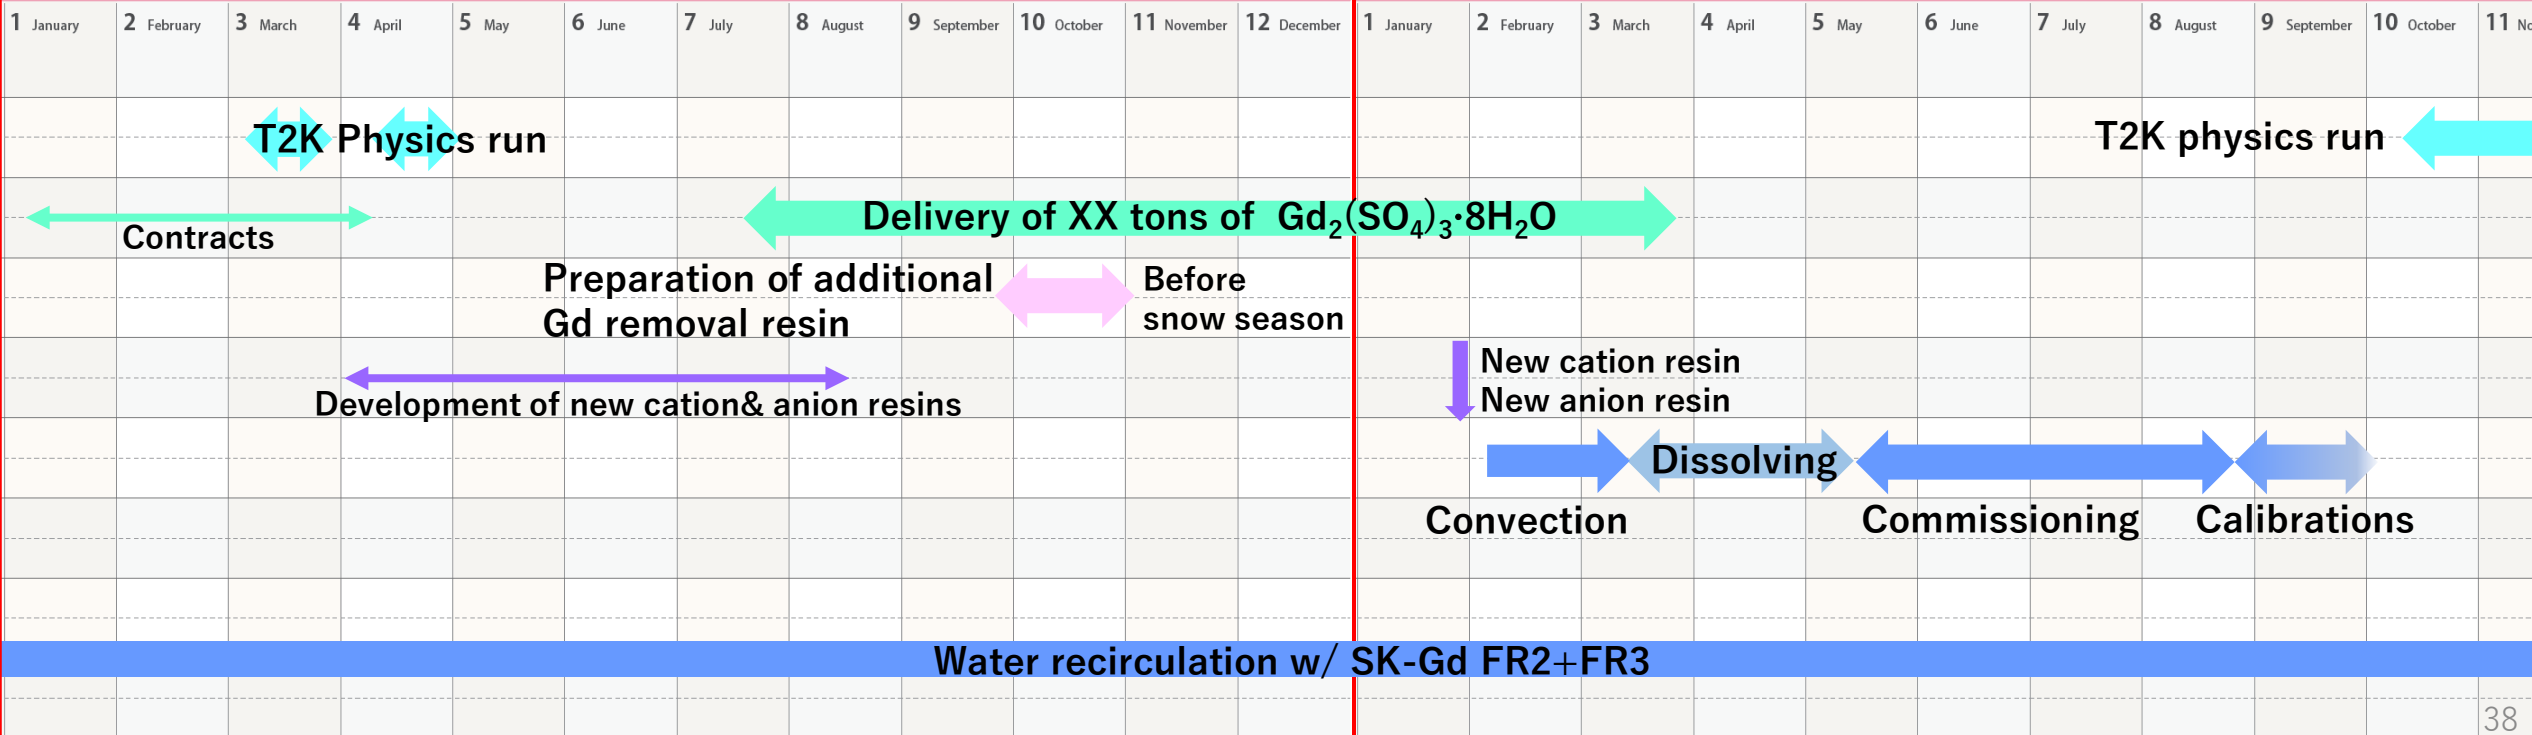 1 January 2 February 3 March 4 April 5 May 6 June 7 July 8 August 9 September 10 October 11 November 12 December 1 January 2 February 3 March 4 April 5 May 6 June 7 July 8 August 9 September 10 October 11 No
T2K Physics run
T2K physics run
Delivery of XX tons of Gd₂(SO₄)₃·8H₂O
Contracts
Preparation of additional
Gd removal resin
Before
snow season
New cation resin
New anion resin
Development of new cation& anion resins
Dissolving
Convection
Commissioning
Calibrations
Water recirculation w/ SK-Gd FR2+FR3
38